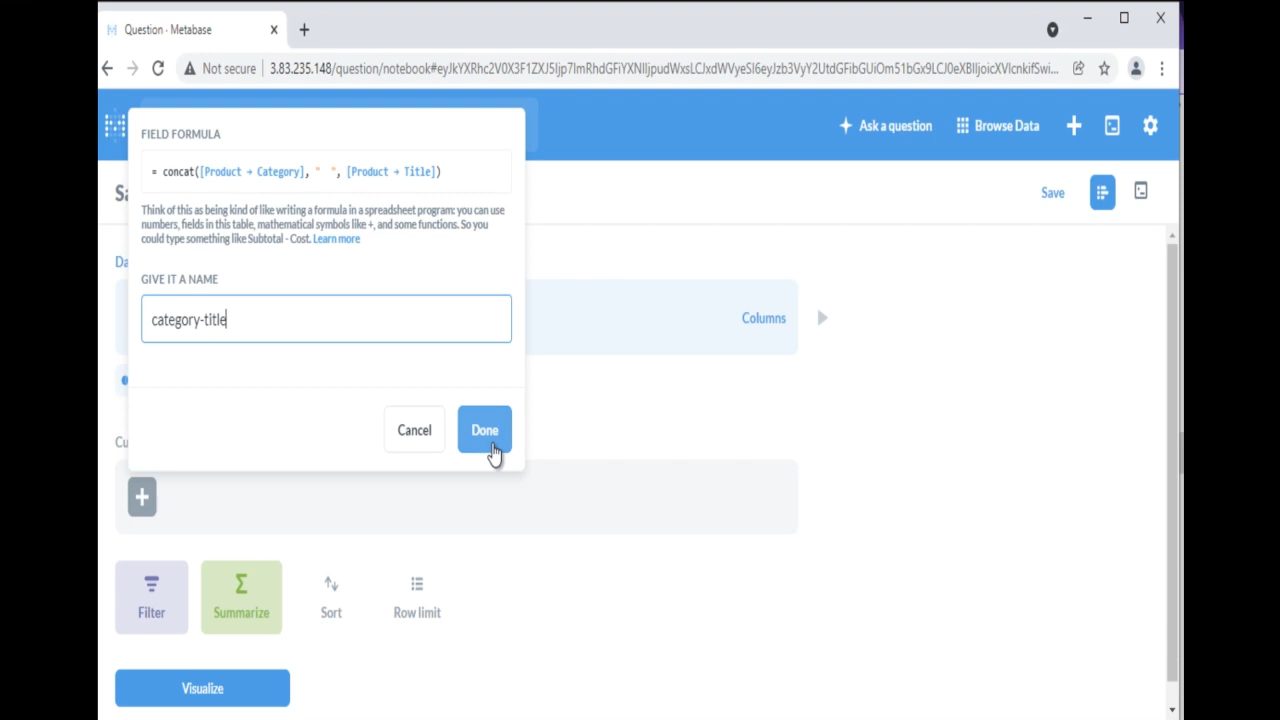 Question · Metabase
Not secure
3.83.235.148/question/notebook#eyJkYXRhc2V0X3F1ZXJ5Ijp7ImRhdGFiYXNlIjpudWxsLCJxdWVyeSI6eyJzb3VyY2UtdGFibGUiOm51bGx9LCJ0eXBlIjoicXVlcnkifSwi...
Ask a question
Browse Data
FIELD FORMULA
= concat([Product → Category], "  ", [Product → Title])
Think of this as being kind of like writing a formula in a spreadsheet program: you can use
numbers, fields in this table, mathematical symbols like +, and some functions. So you
could type something like Subtotal - Cost. Learn more
Sa
Save
Da
GIVE IT A NAME
category-title
Columns
Cancel
Done
Cu
Filter
Summarize
Sort
Row limit
Visualize